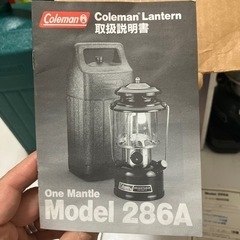 Coleman
Coleman® Lantern
取扱説明書
One Mantle
Model 286A